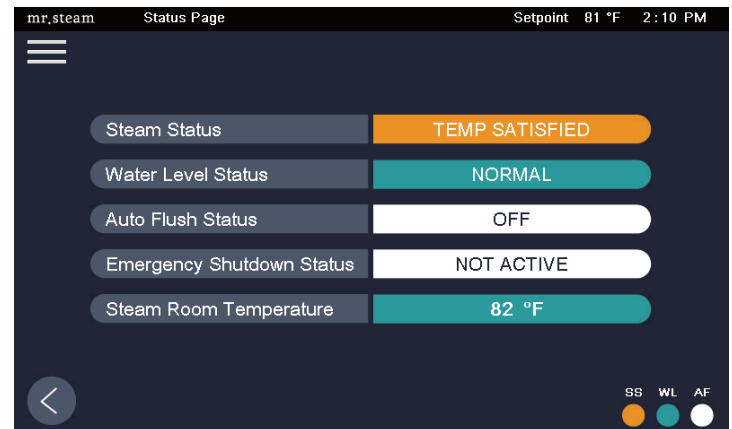 mr.steam Status Page Setpoint 81 °F 2:10 PM
Steam Status TEMP SATISFIED
Water Level Status NORMAL
Auto Flush Status OFF
Emergency Shutdown Status NOT ACTIVE
Steam Room Temperature 82 °F
SS WL AF